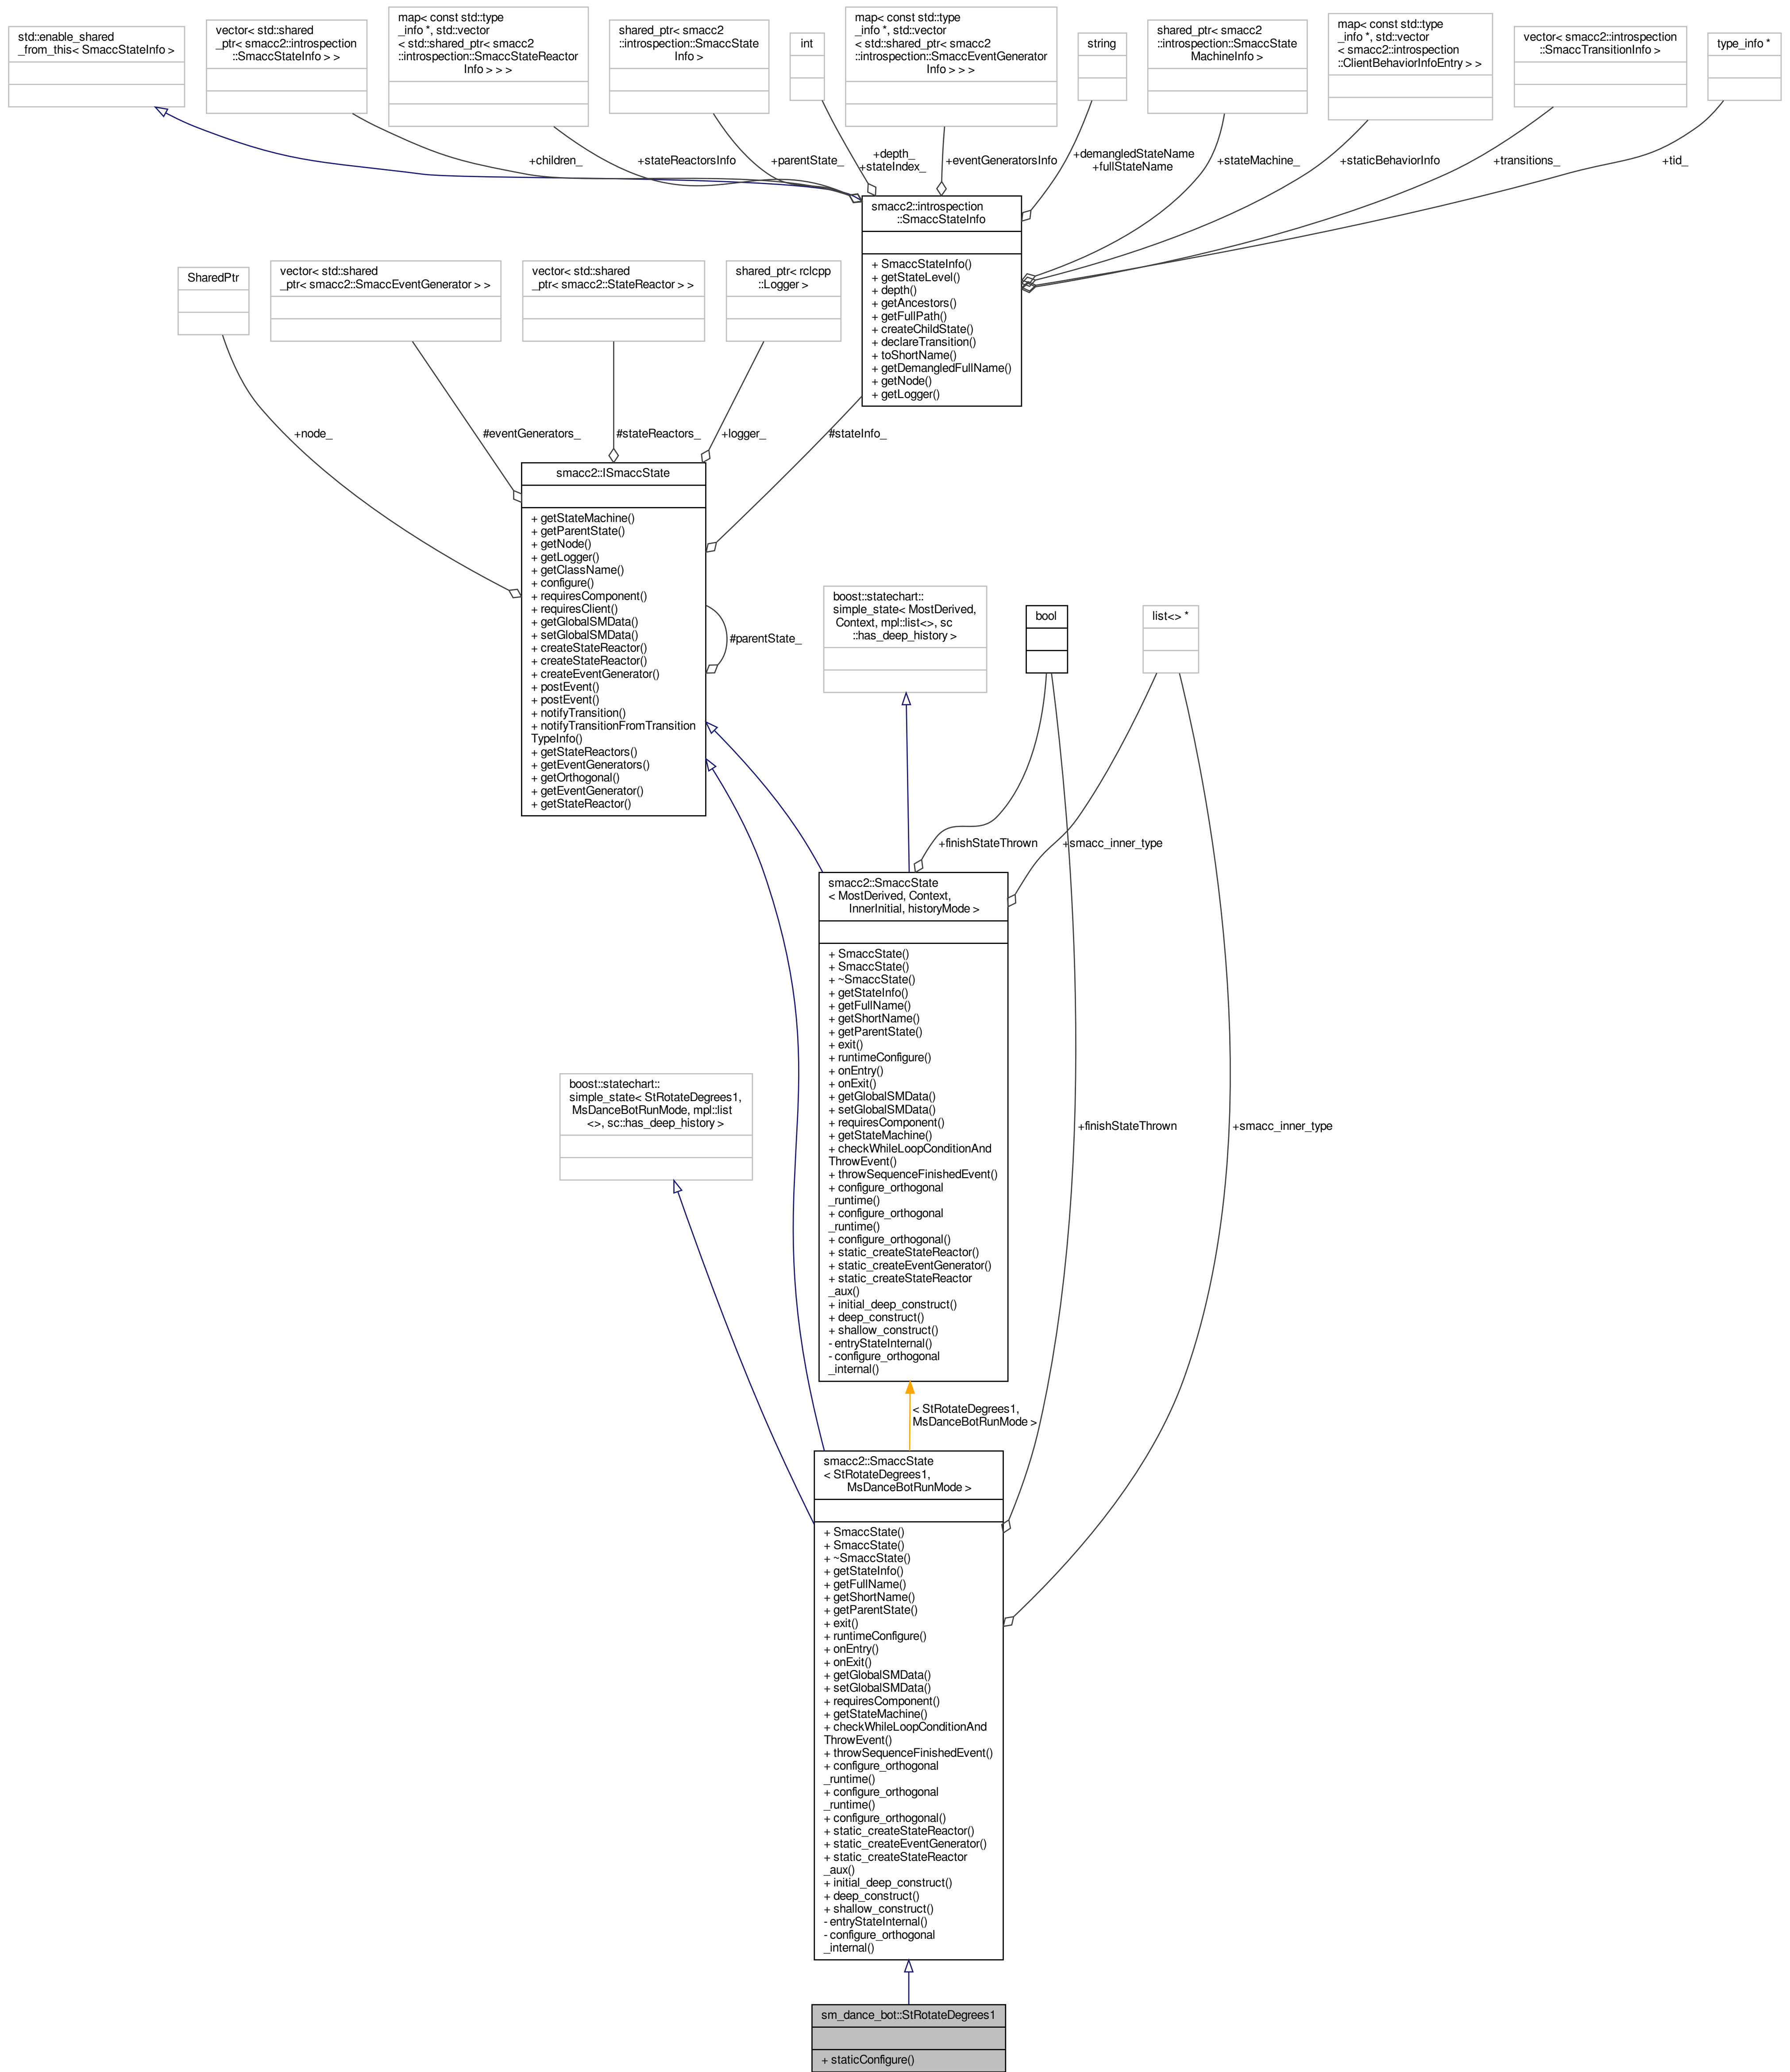 std::enable_shared
_from_this< SmaccStateInfo >
vector< std::shared
_ptr< smacc2::introspection
::SmaccStateInfo > >
map< const std::type
_info *, std::vector
< std::shared_ptr< smacc2
::introspection::SmaccStateReactor
Info > > >
shared_ptr< smacc2
::introspection::SmaccState
Info >
int
map< const std::type
_info *, std::vector
< std::shared_ptr< smacc2
::introspection::SmaccEventGenerator
Info > > >
string
shared_ptr< smacc2
::introspection::SmaccState
MachineInfo >
map< const std::type
_info *, std::vector
< smacc2::introspection
::ClientBehaviorInfoEntry > >
vector< smacc2::introspection
::SmaccTransitionInfo >
type_info *
+children_
+stateReactorsInfo
+parentState_
+depth_
+stateIndex_
+eventGeneratorsInfo
+demangledStateName
+fullStateName
+stateMachine_
+staticBehaviorInfo
+transitions_
+tid_
smacc2::introspection
::SmaccStateInfo
+ SmaccStateInfo()
+ getStateLevel()
+ depth()
+ getAncestors()
+ getFullPath()
+ createChildState()
+ declareTransition()
+ toShortName()
+ getDemangledFullName()
+ getNode()
+ getLogger()
SharedPtr
vector< std::shared
_ptr< smacc2::SmaccEventGenerator > >
vector< std::shared
_ptr< smacc2::StateReactor > >
shared_ptr< rclcpp
::Logger >
+node_
#eventGenerators_
#stateReactors_
+logger_
#stateInfo_
smacc2::ISmaccState
+ getStateMachine()
+ getParentState()
+ getNode()
+ getLogger()
+ getClassName()
+ configure()
+ requiresComponent()
+ requiresClient()
+ getGlobalSMData()
+ setGlobalSMData()
+ createStateReactor()
+ createStateReactor()
+ createEventGenerator()
+ postEvent()
+ postEvent()
+ notifyTransition()
+ notifyTransitionFromTransition
TypeInfo()
+ getStateReactors()
+ getEventGenerators()
+ getOrthogonal()
+ getEventGenerator()
+ getStateReactor()
#parentState_
boost::statechart::
simple_state< MostDerived,
Context, mpl::list<>, sc
::has_deep_history >
bool
list<> *
+finishStateThrown
+smacc_inner_type
smacc2::SmaccState
< MostDerived, Context,
InnerInitial, historyMode >
+ SmaccState()
+ SmaccState()
+ ~SmaccState()
+ getStateInfo()
+ getFullName()
+ getShortName()
+ getParentState()
+ exit()
+ runtimeConfigure()
+ onEntry()
+ onExit()
+ getGlobalSMData()
+ setGlobalSMData()
+ requiresComponent()
+ getStateMachine()
+ checkWhileLoopConditionAnd
ThrowEvent()
+ throwSequenceFinishedEvent()
+ configure_orthogonal
_runtime()
+ configure_orthogonal
_runtime()
+ configure_orthogonal()
+ static_createStateReactor()
+ static_createEventGenerator()
+ static_createStateReactor
_aux()
+ initial_deep_construct()
+ deep_construct()
+ shallow_construct()
- entryStateInternal()
- configure_orthogonal
_internal()
boost::statechart::
simple_state< StRotateDegrees1,
MsDanceBotRunMode, mpl::list
<>, sc::has_deep_history >
+finishStateThrown
+smacc_inner_type
< StRotateDegrees1,
MsDanceBotRunMode >
smacc2::SmaccState
< StRotateDegrees1,
MsDanceBotRunMode >
+ SmaccState()
+ SmaccState()
+ ~SmaccState()
+ getStateInfo()
+ getFullName()
+ getShortName()
+ getParentState()
+ exit()
+ runtimeConfigure()
+ onEntry()
+ onExit()
+ getGlobalSMData()
+ setGlobalSMData()
+ requiresComponent()
+ getStateMachine()
+ checkWhileLoopConditionAnd
ThrowEvent()
+ throwSequenceFinishedEvent()
+ configure_orthogonal
_runtime()
+ configure_orthogonal
_runtime()
+ configure_orthogonal()
+ static_createStateReactor()
+ static_createEventGenerator()
+ static_createStateReactor
_aux()
+ initial_deep_construct()
+ deep_construct()
+ shallow_construct()
- entryStateInternal()
- configure_orthogonal
_internal()
sm_dance_bot::StRotateDegrees1
+ staticConfigure()